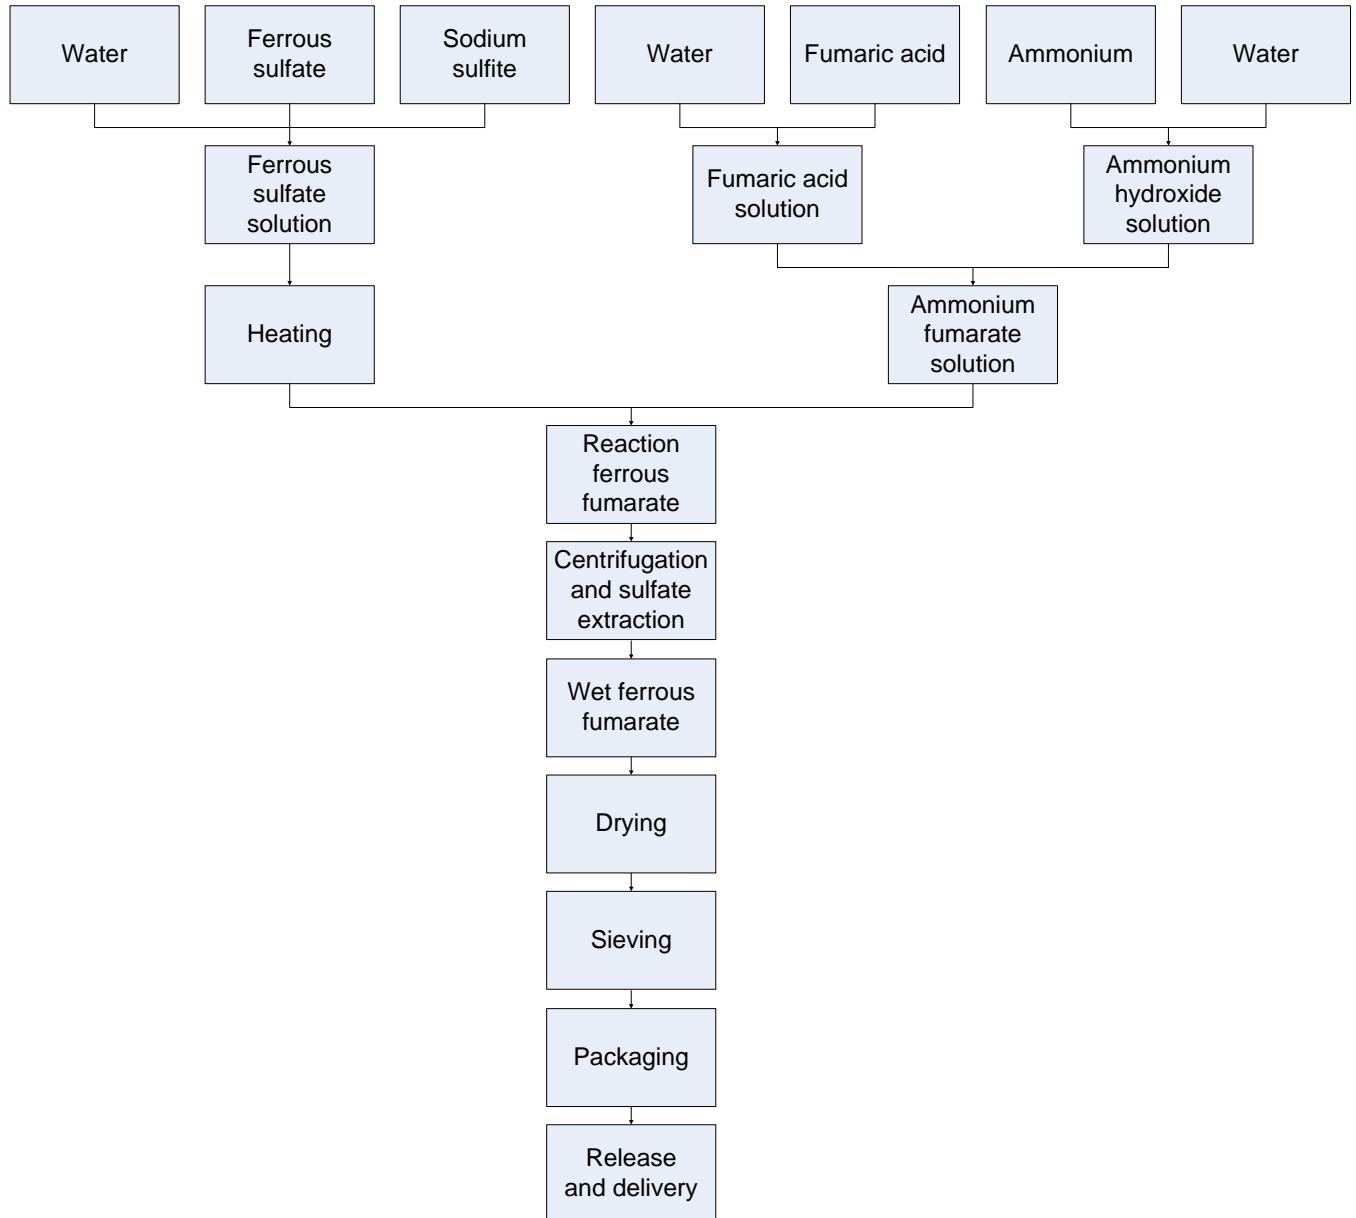 Water
Ferrous
sulfate
Sodium
sulfite
Water
Fumaric acid
Ammonium
Water
Ferrous
sulfate
solution
Fumaric acid
solution
Ammonium
hydroxide
solution
Heating
Ammonium
fumarate
solution
Reaction
ferrous
fumarate
Centrifugation
and sulfate
extraction
Wet ferrous
fumarate
Drying
Sieving
Packaging
Release
and delivery